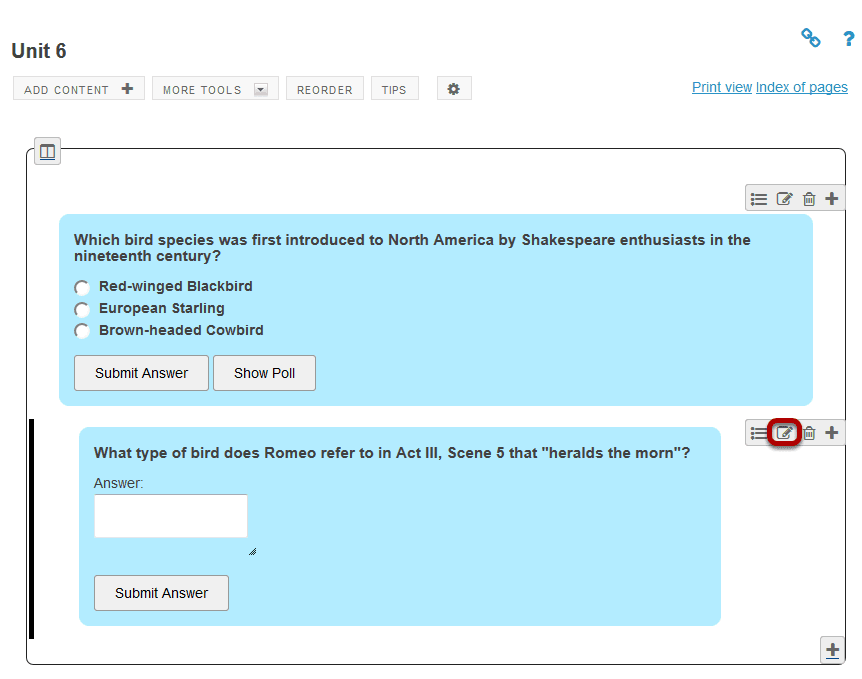 Unit 6
?
ADD CONTENT
MORE TOOLS
REORDER
TIPS
Print view Index of pages
Which bird species was first introduced to North America by Shakespeare enthusiasts in the
nineteenth century?
Red-winged Blackbird
European Starling
Brown-headed Cowbird
Submit Answer
Show Poll
What type of bird does Romeo refer to in Act III, Scene 5 that "heralds the morn"?
Answer:
Submit Answer